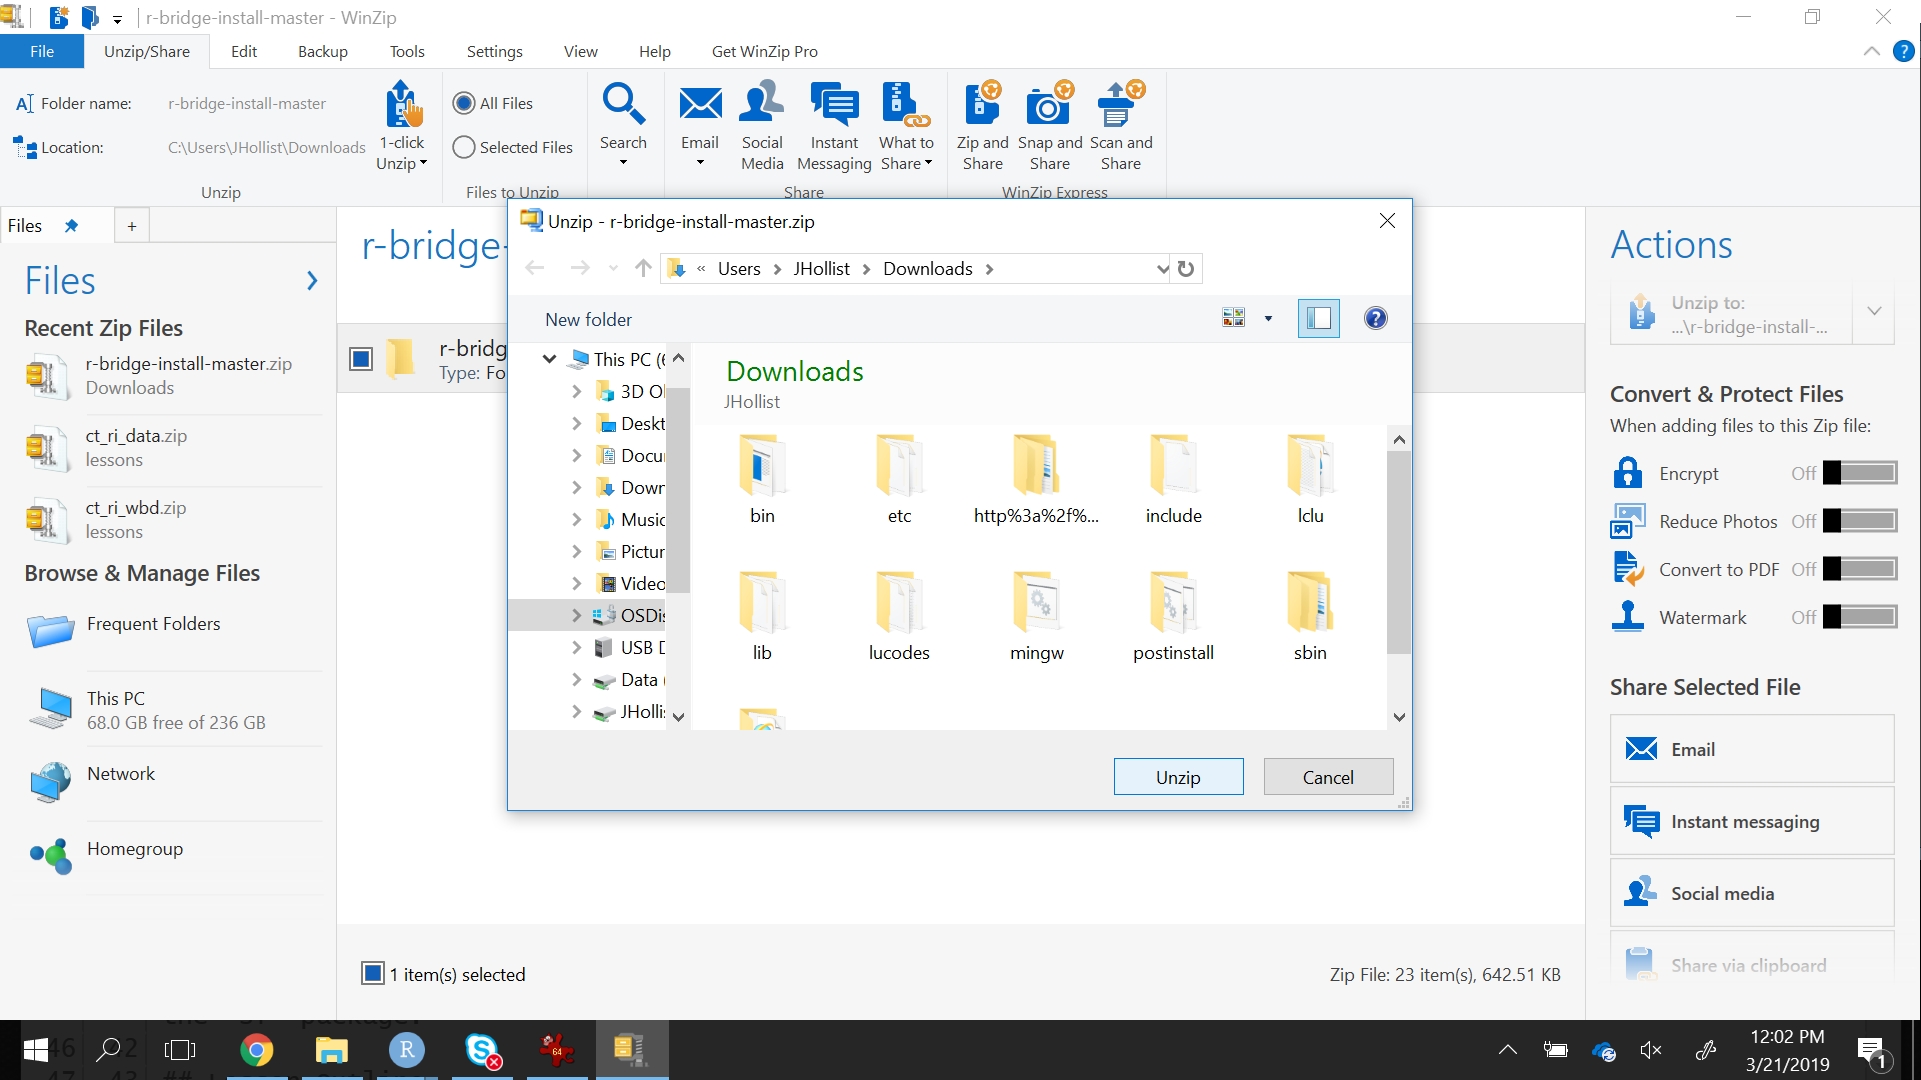 r-bridge-install-master - WinZip
File
Unzip/Share
Edit
Backup
Tools
Settings
View
Help
Get WinZip Pro
Folder name:
r-bridge-install-master
Location:
C:\Users\JHollist\Downloads
1-click
Unzip
Unzip
All Files
Selected Files
Files to Unzip
Search
Email
Social
Media
Instant
Messaging
What to
Share
Share
Zip and
Share
Snap and
Share
Scan and
Share
WinZip Express
Files
+
Files
Recent Zip Files
r-bridge-install-master.zip
Downloads
ct_ri_data.zip
lessons
ct_ri_wbd.zip
lessons
Browse & Manage Files
Frequent Folders
This PC
68.0 GB free of 236 GB
Network
Homegroup
r-bridge-
r-bridg
Type: Fo
Unzip - r-bridge-install-master.zip
« Users > JHollist > Downloads >
New folder
This PC (
3D O
Deskt
Docu
Down
Music
Pictur
Video
OSDis
USB D
Data (
JHollis
Downloads
JHollist
bin
etc
http%3a%2f%...
include
lclu
lib
lucodes
mingw
postinstall
sbin
Unzip
Cancel
1 item(s) selected
Zip File: 23 item(s), 642.51 KB
Actions
Unzip to:
...\r-bridge-install-...
Convert & Protect Files
When adding files to this Zip file:
Encrypt Off
Reduce Photos Off
Convert to PDF Off
Watermark Off
Share Selected File
Email
Instant messaging
Social media
Share via clipboard
R
64
12:02 PM
3/21/2019
1